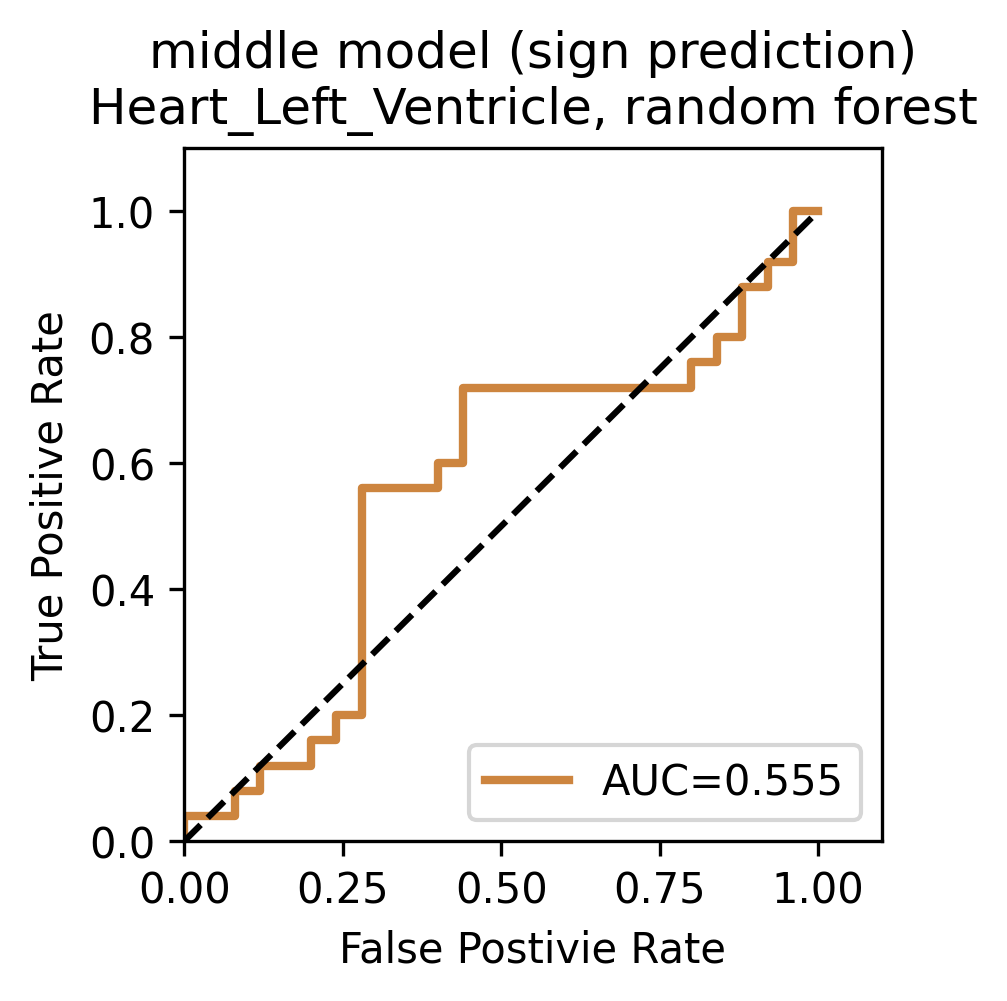 middle model (sign prediction)
Heart_Left_Ventricle, random forest
1.0
0.8
0.6
0.4
0.2
0.0
True Positive Rate
AUC=0.555
0.00 0.25 0.50 0.75 1.00
False Postivie Rate